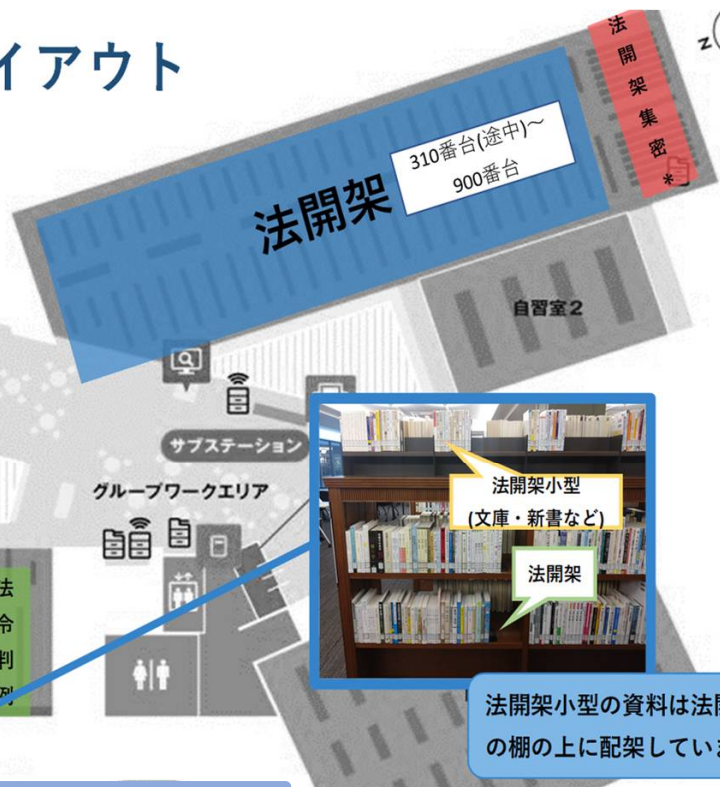 イアウト
法開架集密*
N
310番台(途中)~
900番台
法開架
自習室2
サブステーション
グループワークエリア
法開架小型
(文庫・新書など)
法開架
法令判例
法開架小型の資料は法開
の棚の上に配架していま